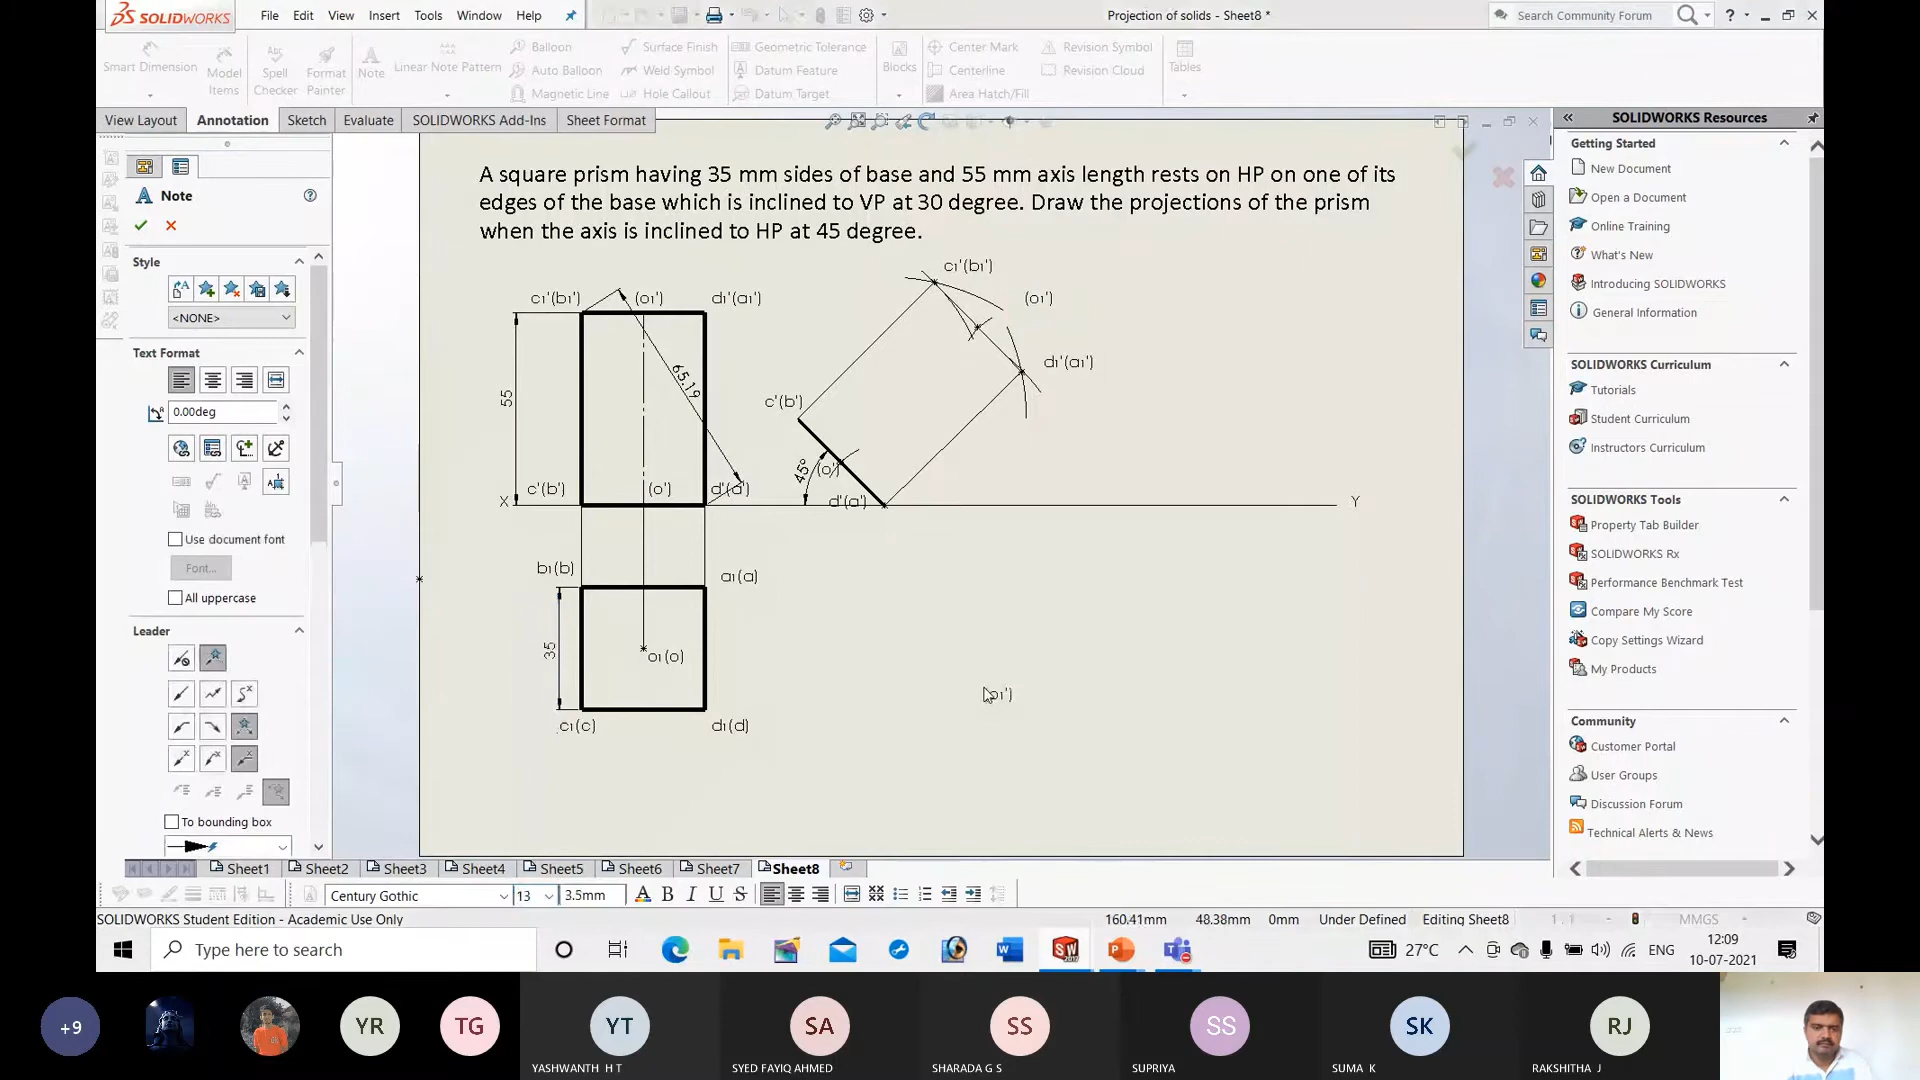 SOLIDWORKS
File Edit View Insert Tools Window Help
Projection of solids - Sheet8 *
Search Community Forum
Smart Dimension
Model Items
Spell Checker
Format Painter
Note
Linear Note Pattern
Balloon
Auto Balloon
Magnetic Line
Surface Finish
Weld Symbol
Hole Callout
Geometric Tolerance
Datum Feature
Datum Target
Blocks
Center Mark
Centerline
Area Hatch/Fill
Revision Symbol
Revision Cloud
Tables
View Layout Annotation Sketch Evaluate SOLIDWORKS Add-Ins Sheet Format
Note
Style
<NONE>
Text Format
0.00deg
Use document font
Font...
All uppercase
Leader
To bounding box
A square prism having 35 mm sides of base and 55 mm axis length rests on HP on one of its
edges of the base which is inclined to VP at 30 degree. Draw the projections of the prism
when the axis is inclined to HP at 45 degree.
c1'(b1') (o1') d1'(a1')
55
65.19
X c'(b') (o') d'(a')
b1(b) a1(a)
35
o1(o)
c1(c) d1(d)
c1'(b1')
(o1')
d1'(a1')
c'(b')
45°
(o')
d'(a')
Y
SOLIDWORKS Resources
Getting Started
New Document
Open a Document
Online Training
What's New
Introducing SOLIDWORKS
General Information
SOLIDWORKS Curriculum
Tutorials
Student Curriculum
Instructors Curriculum
SOLIDWORKS Tools
Property Tab Builder
SOLIDWORKS Rx
Performance Benchmark Test
Compare My Score
Copy Settings Wizard
My Products
Community
Customer Portal
User Groups
Discussion Forum
Technical Alerts & News
Sheet1 Sheet2 Sheet3 Sheet4 Sheet5 Sheet6 Sheet7 Sheet8
Century Gothic 13 3.5mm
SOLIDWORKS Student Edition - Academic Use Only
160.41mm 48.38mm 0mm Under Defined Editing Sheet8 1 : 1 MMGS
Type here to search
27°C ENG
12:09
10-07-2021
+9 YR TG YT SA SS SS SK RJ
YASHWANTH H T SYED FAYIQ AHMED SHARADA G S SUPRIYA SUMA K RAKSHITHA J